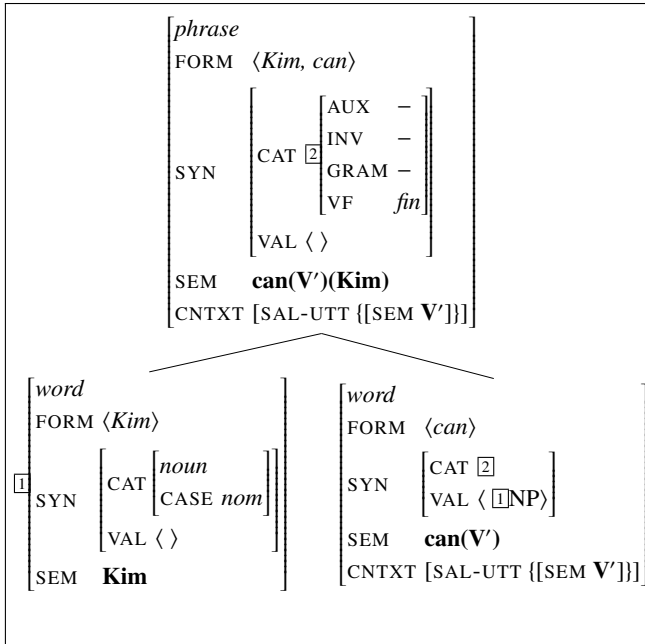 phrase
FORM ⟨Kim, can⟩
AUX −
INV −
CAT 2
GRAM −
SYN
VF fin
VAL ⟨ ⟩
SEM can(V′)(Kim)
CNTXT [SAL-UTT {[SEM V′]}]
word
FORM ⟨Kim⟩
noun
CAT
1
CASE nom
SYN
VAL ⟨ ⟩
SEM Kim
word
FORM ⟨can⟩
CAT 2
SYN
VAL ⟨ 1NP⟩
SEM can(V′)
CNTXT [SAL-UTT {[SEM V′]}]